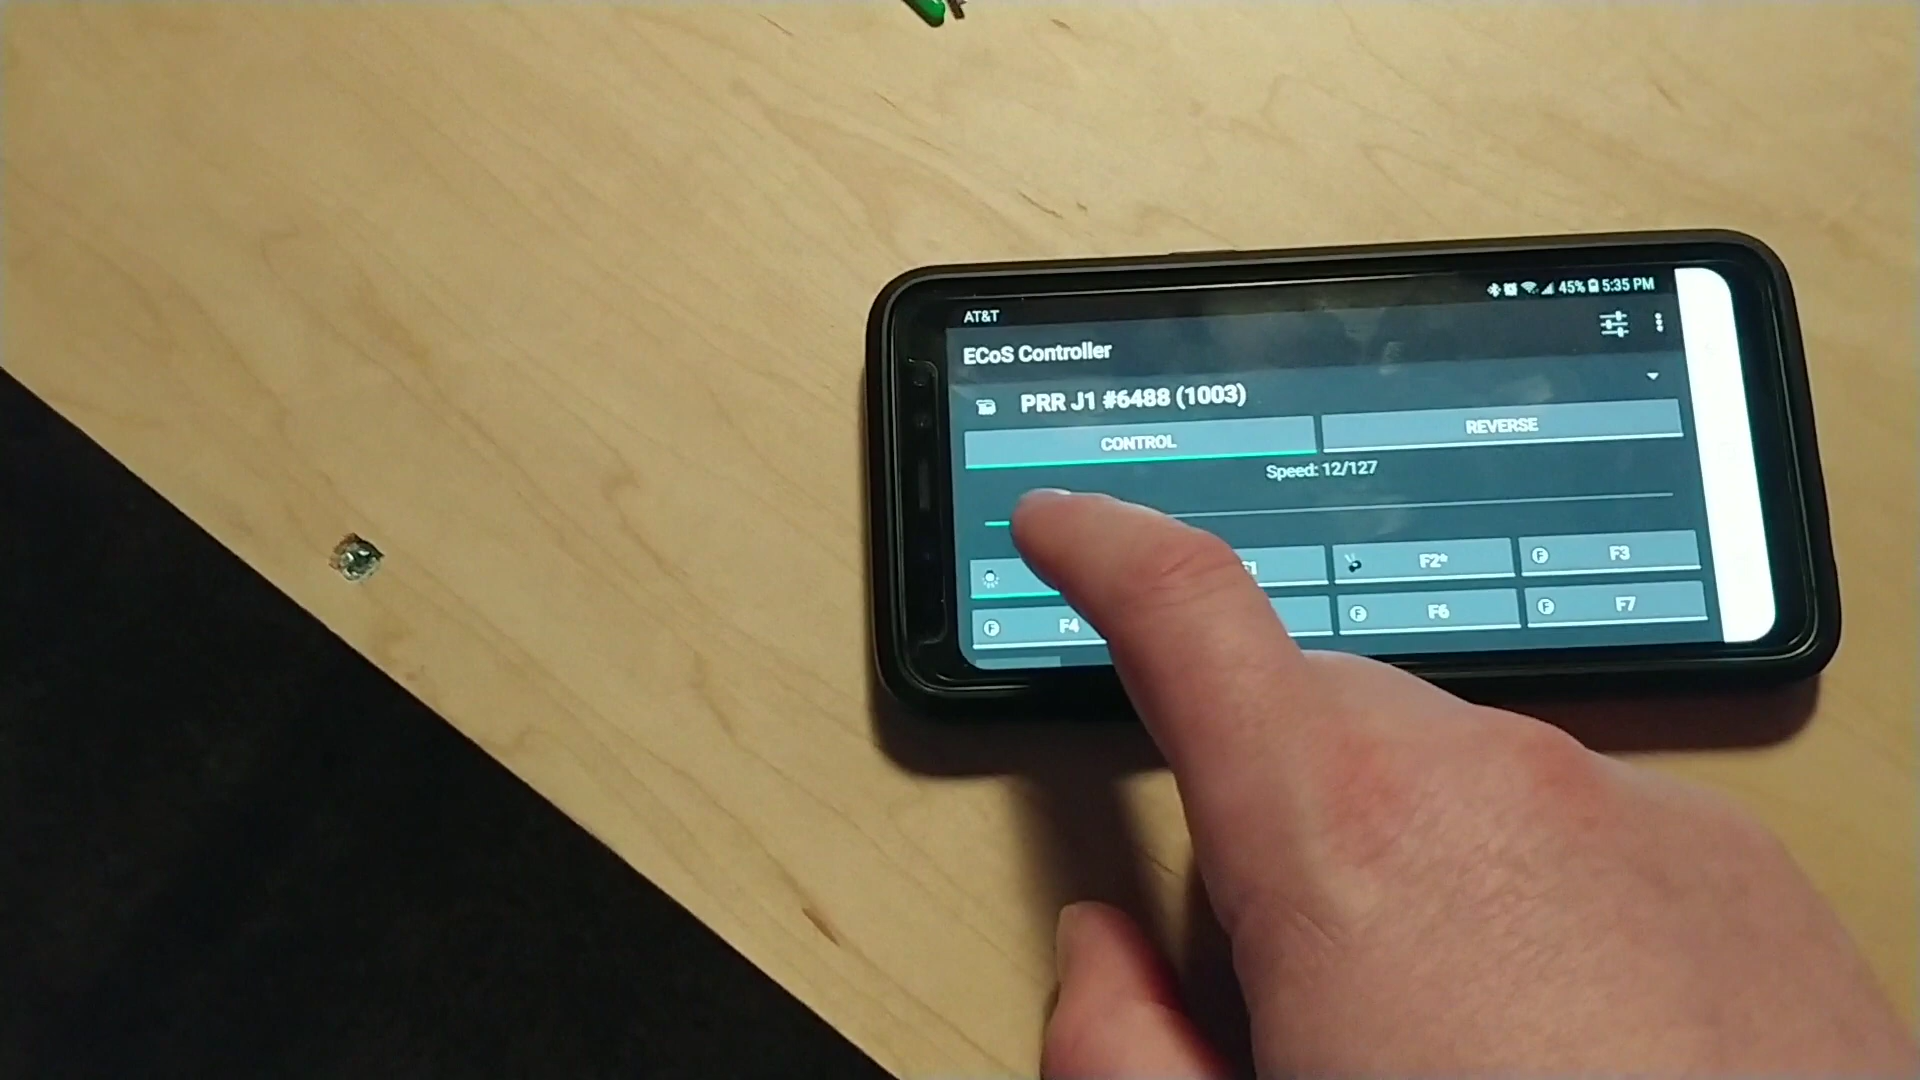 AT&T 45% 5:35 PM
ECoS Controller
PRR J1 #6488 (1003)
CONTROL REVERSE
Speed: 12/127
F1 F2* F3
F4 F6 F7